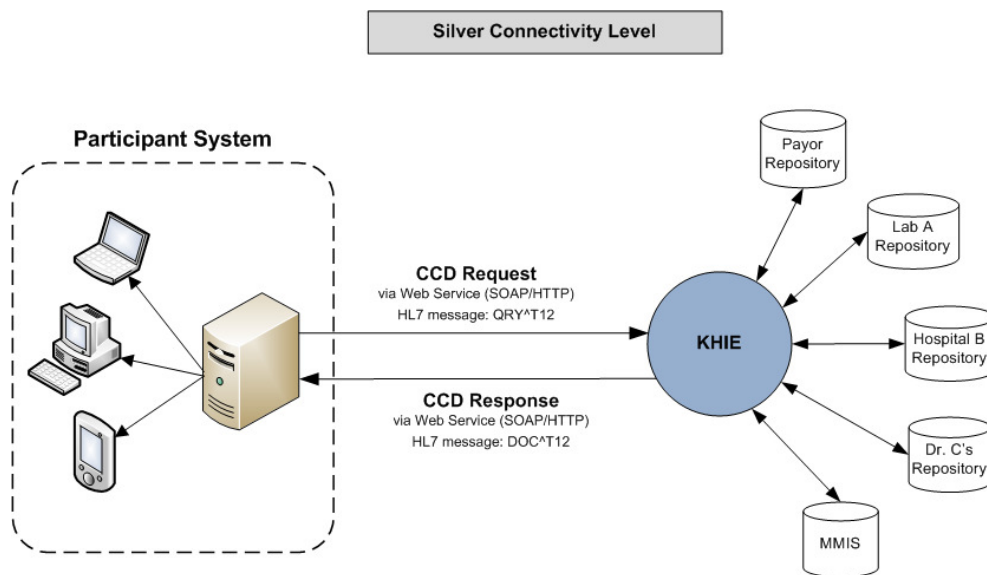 Silver Connectivity Level
Participant System
CCD Request
via Web Service (SOAP/HTTP)
HL7 message: QRY^T12
CCD Response
via Web Service (SOAP/HTTP)
HL7 message: DOC^T12
KHIE
Payor
Repository
Lab A
Repository
Hospital B
Repository
Dr. C's
Repository
MMIS